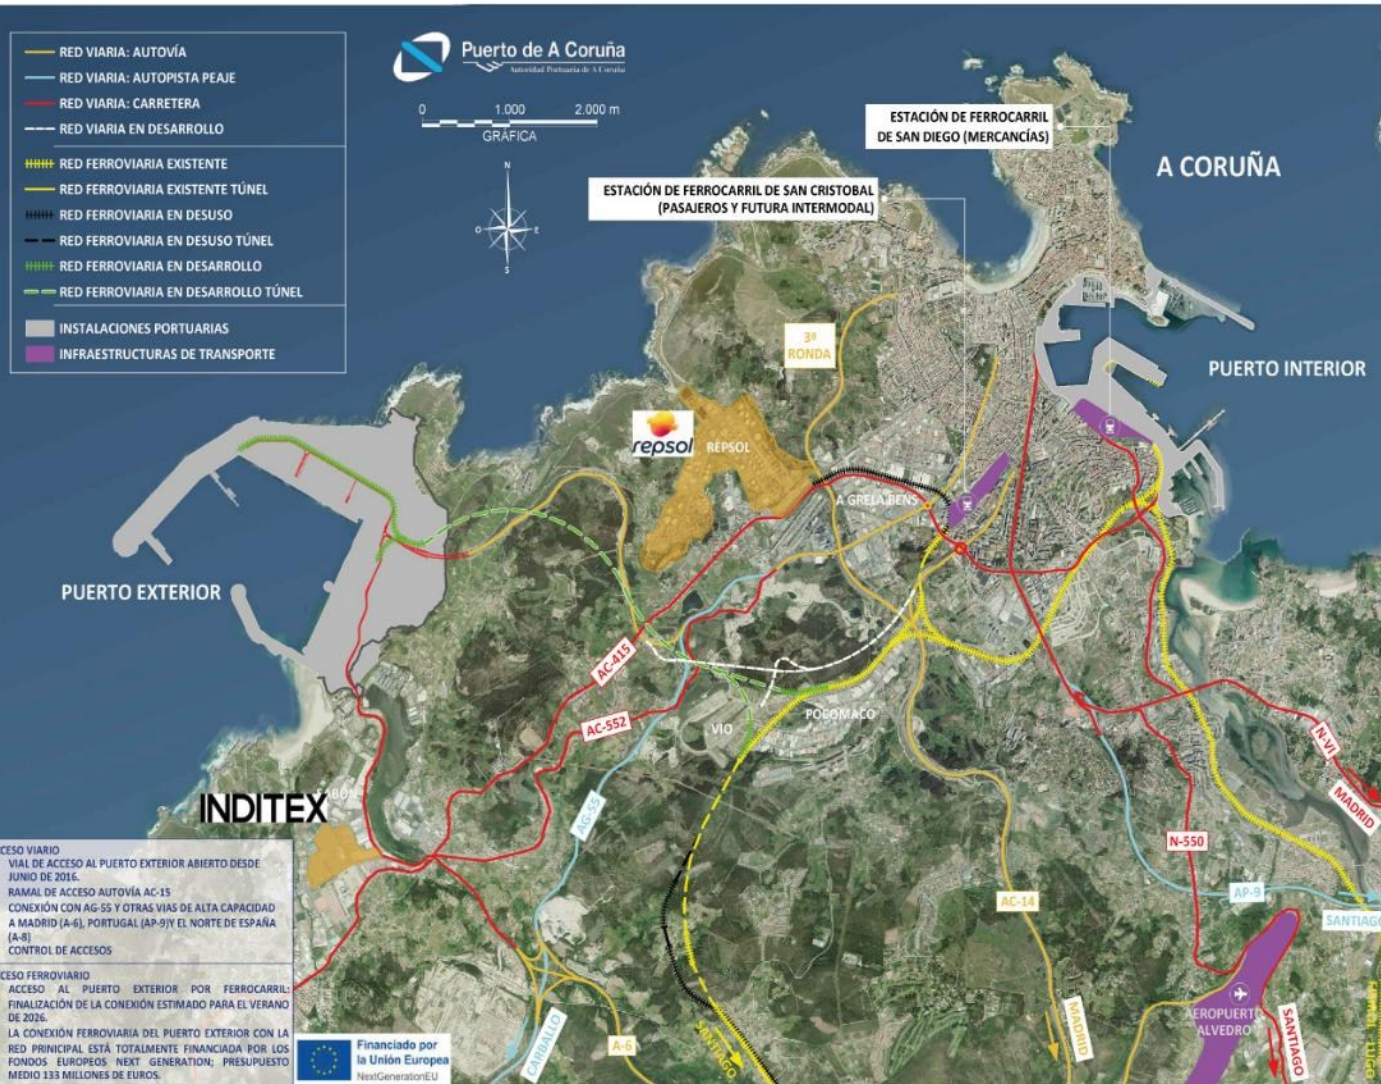 RED VIARIA: AUTOVÍA
RED VIARIA: AUTOPISTA PEAJE
RED VIARIA: CARRETERA
RED VIARIA EN DESARROLLO
RED FERROVIARIA EXISTENTE
RED FERROVIARIA EXISTENTE TÚNEL
RED FERROVIARIA EN DESUSO
RED FERROVIARIA EN DESUSO TÚNEL
RED FERROVIARIA EN DESARROLLO
RED FERROVIARIA EN DESARROLLO TÚNEL
INSTALACIONES PORTUARIAS
INFRAESTRUCTURAS DE TRANSPORTE
Puerto de A Coruña
Autoridad Portuaria de A Coruña
0 1.000 2.000 m
GRÁFICA
N
O E
S
ESTACIÓN DE FERROCARRIL
DE SAN DIEGO (MERCANCÍAS)
A CORUÑA
ESTACIÓN DE FERROCARRIL DE SAN CRISTOBAL
(PASAJEROS Y FUTURA INTERMODAL)
3ª
RONDA
PUERTO INTERIOR
repsol
REPSOL
A GRELA BENS
PUERTO EXTERIOR
AC-415
AC-552
VIO
POCOMACO
N-VI
MADRID
INDITEX
SABÓN
AG-55
N-550
AC-14
AP-9
SANTIAGO
CESO VIARIO
VIAL DE ACCESO AL PUERTO EXTERIOR ABIERTO DESDE
JUNIO DE 2016.
RAMAL DE ACCESO AUTOVÍA AC-15
CONEXIÓN CON AG-55 Y OTRAS VIAS DE ALTA CAPACIDAD
A MADRID (A-6), PORTUGAL (AP-9)Y EL NORTE DE ESPAÑA
(A-8)
CONTROL DE ACCESOS
CESO FERROVIARIO
ACCESO AL PUERTO EXTERIOR POR FERROCARRIL:
FINALIZACIÓN DE LA CONEXIÓN ESTIMADO PARA EL VERANO
DE 2026.
LA CONEXIÓN FERROVIARIA DEL PUERTO EXTERIOR CON LA
RED PRINICIPAL ESTÁ TOTALMENTE FINANCIADA POR LOS
FONDOS EUROPEOS NEXT GENERATION; PRESUPUESTO
MEDIO 133 MILLONES DE EUROS.
Financiado por
la Unión Europea
NextGenerationEU
CARBALLO
A-6
SANTIAGO
MADRID
AEROPUERTO
ALVEDRO
SANTIAGO